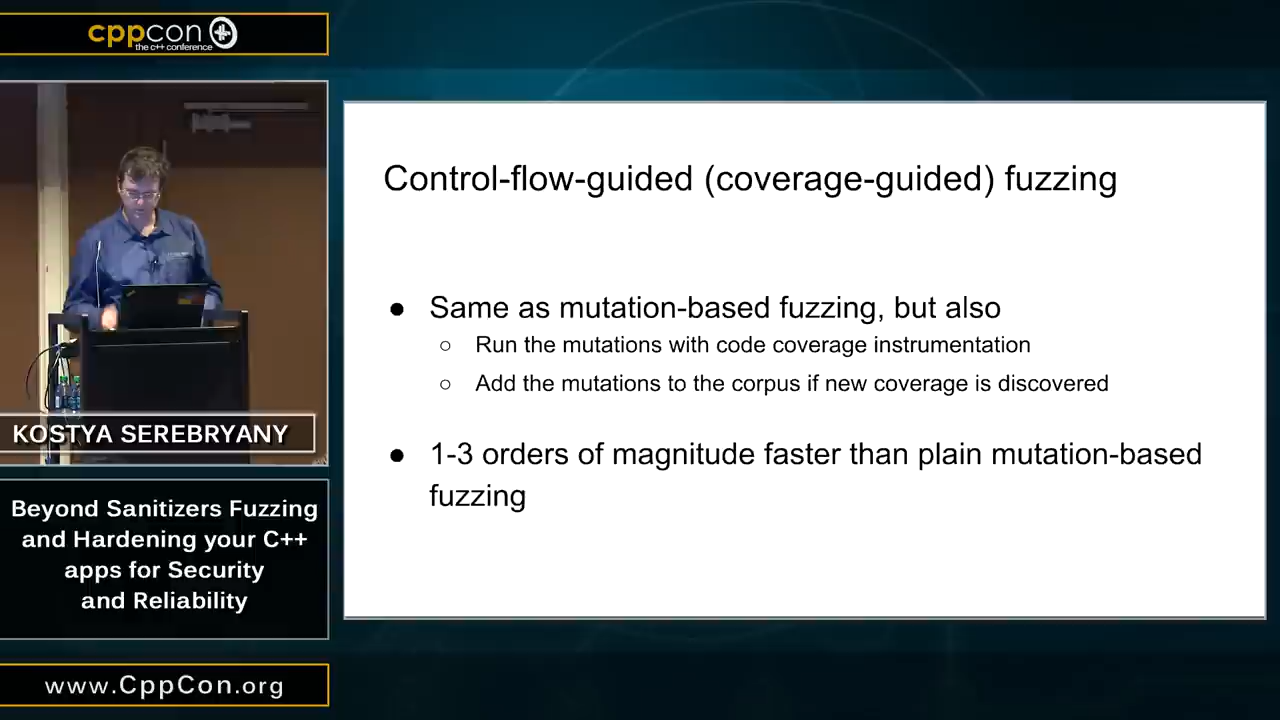 cppcon
the c++ conference
Control-flow-guided (coverage-guided) fuzzing
● Same as mutation-based fuzzing, but also
○ Run the mutations with code coverage instrumentation
○ Add the mutations to the corpus if new coverage is discovered
● 1-3 orders of magnitude faster than plain mutation-based
fuzzing
KOSTYA SEREBRYANY
Beyond Sanitizers Fuzzing
and Hardening your C++
apps for Security
and Reliability
www.CppCon.org